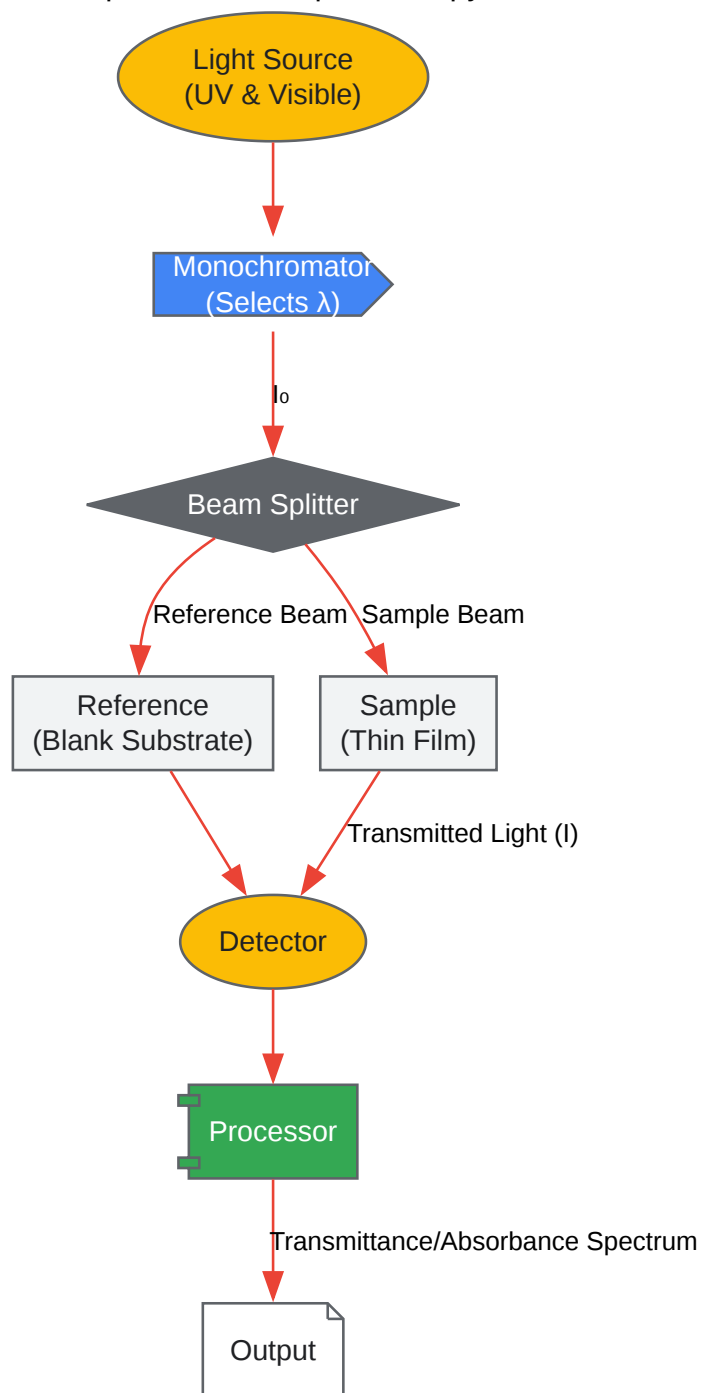 Light Source
(UV & Visible)
Monochromator
(Selects λ)
I₀
Beam Splitter
Reference Beam
Sample Beam
Reference
(Blank Substrate)
Sample
(Thin Film)
Transmitted Light (I)
Detector
Processor
Transmittance/Absorbance Spectrum
Output